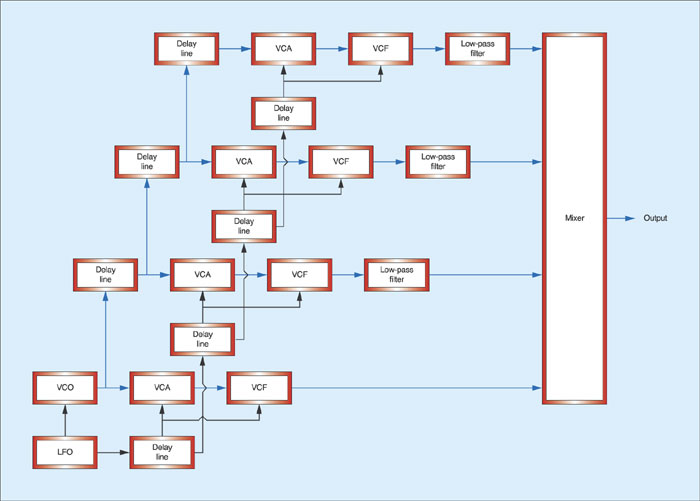 Delay
line
VCA
VCF
Low-pass
filter
Delay
line
Delay
line
VCA
VCF
Low-pass
filter
Delay
line
Mixer
Output
Delay
line
VCA
VCF
Low-pass
filter
Delay
line
VCO
VCA
VCF
LFO
Delay
line